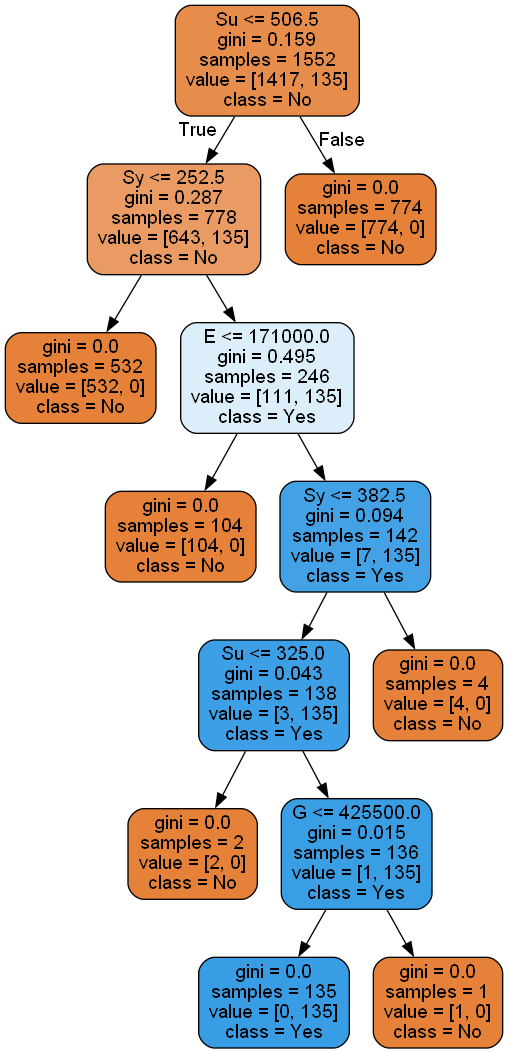 Su <= 506.5
gini = 0.159
samples = 1552
value = [1417, 135]
class = No
True
False
Sy <= 252.5
gini = 0.287
samples = 778
value = [643, 135]
class = No
gini = 0.0
samples = 774
value = [774, 0]
class = No
gini = 0.0
samples = 532
value = [532, 0]
class = No
E <= 171000.0
gini = 0.495
samples = 246
value = [111, 135]
class = Yes
gini = 0.0
samples = 104
value = [104, 0]
class = No
Sy <= 382.5
gini = 0.094
samples = 142
value = [7, 135]
class = Yes
Su <= 325.0
gini = 0.043
samples = 138
value = [3, 135]
class = Yes
gini = 0.0
samples = 4
value = [4, 0]
class = No
gini = 0.0
samples = 2
value = [2, 0]
class = No
G <= 425500.0
gini = 0.015
samples = 136
value = [1, 135]
class = Yes
gini = 0.0
samples = 135
value = [0, 135]
class = Yes
gini = 0.0
samples = 1
value = [1, 0]
class = No